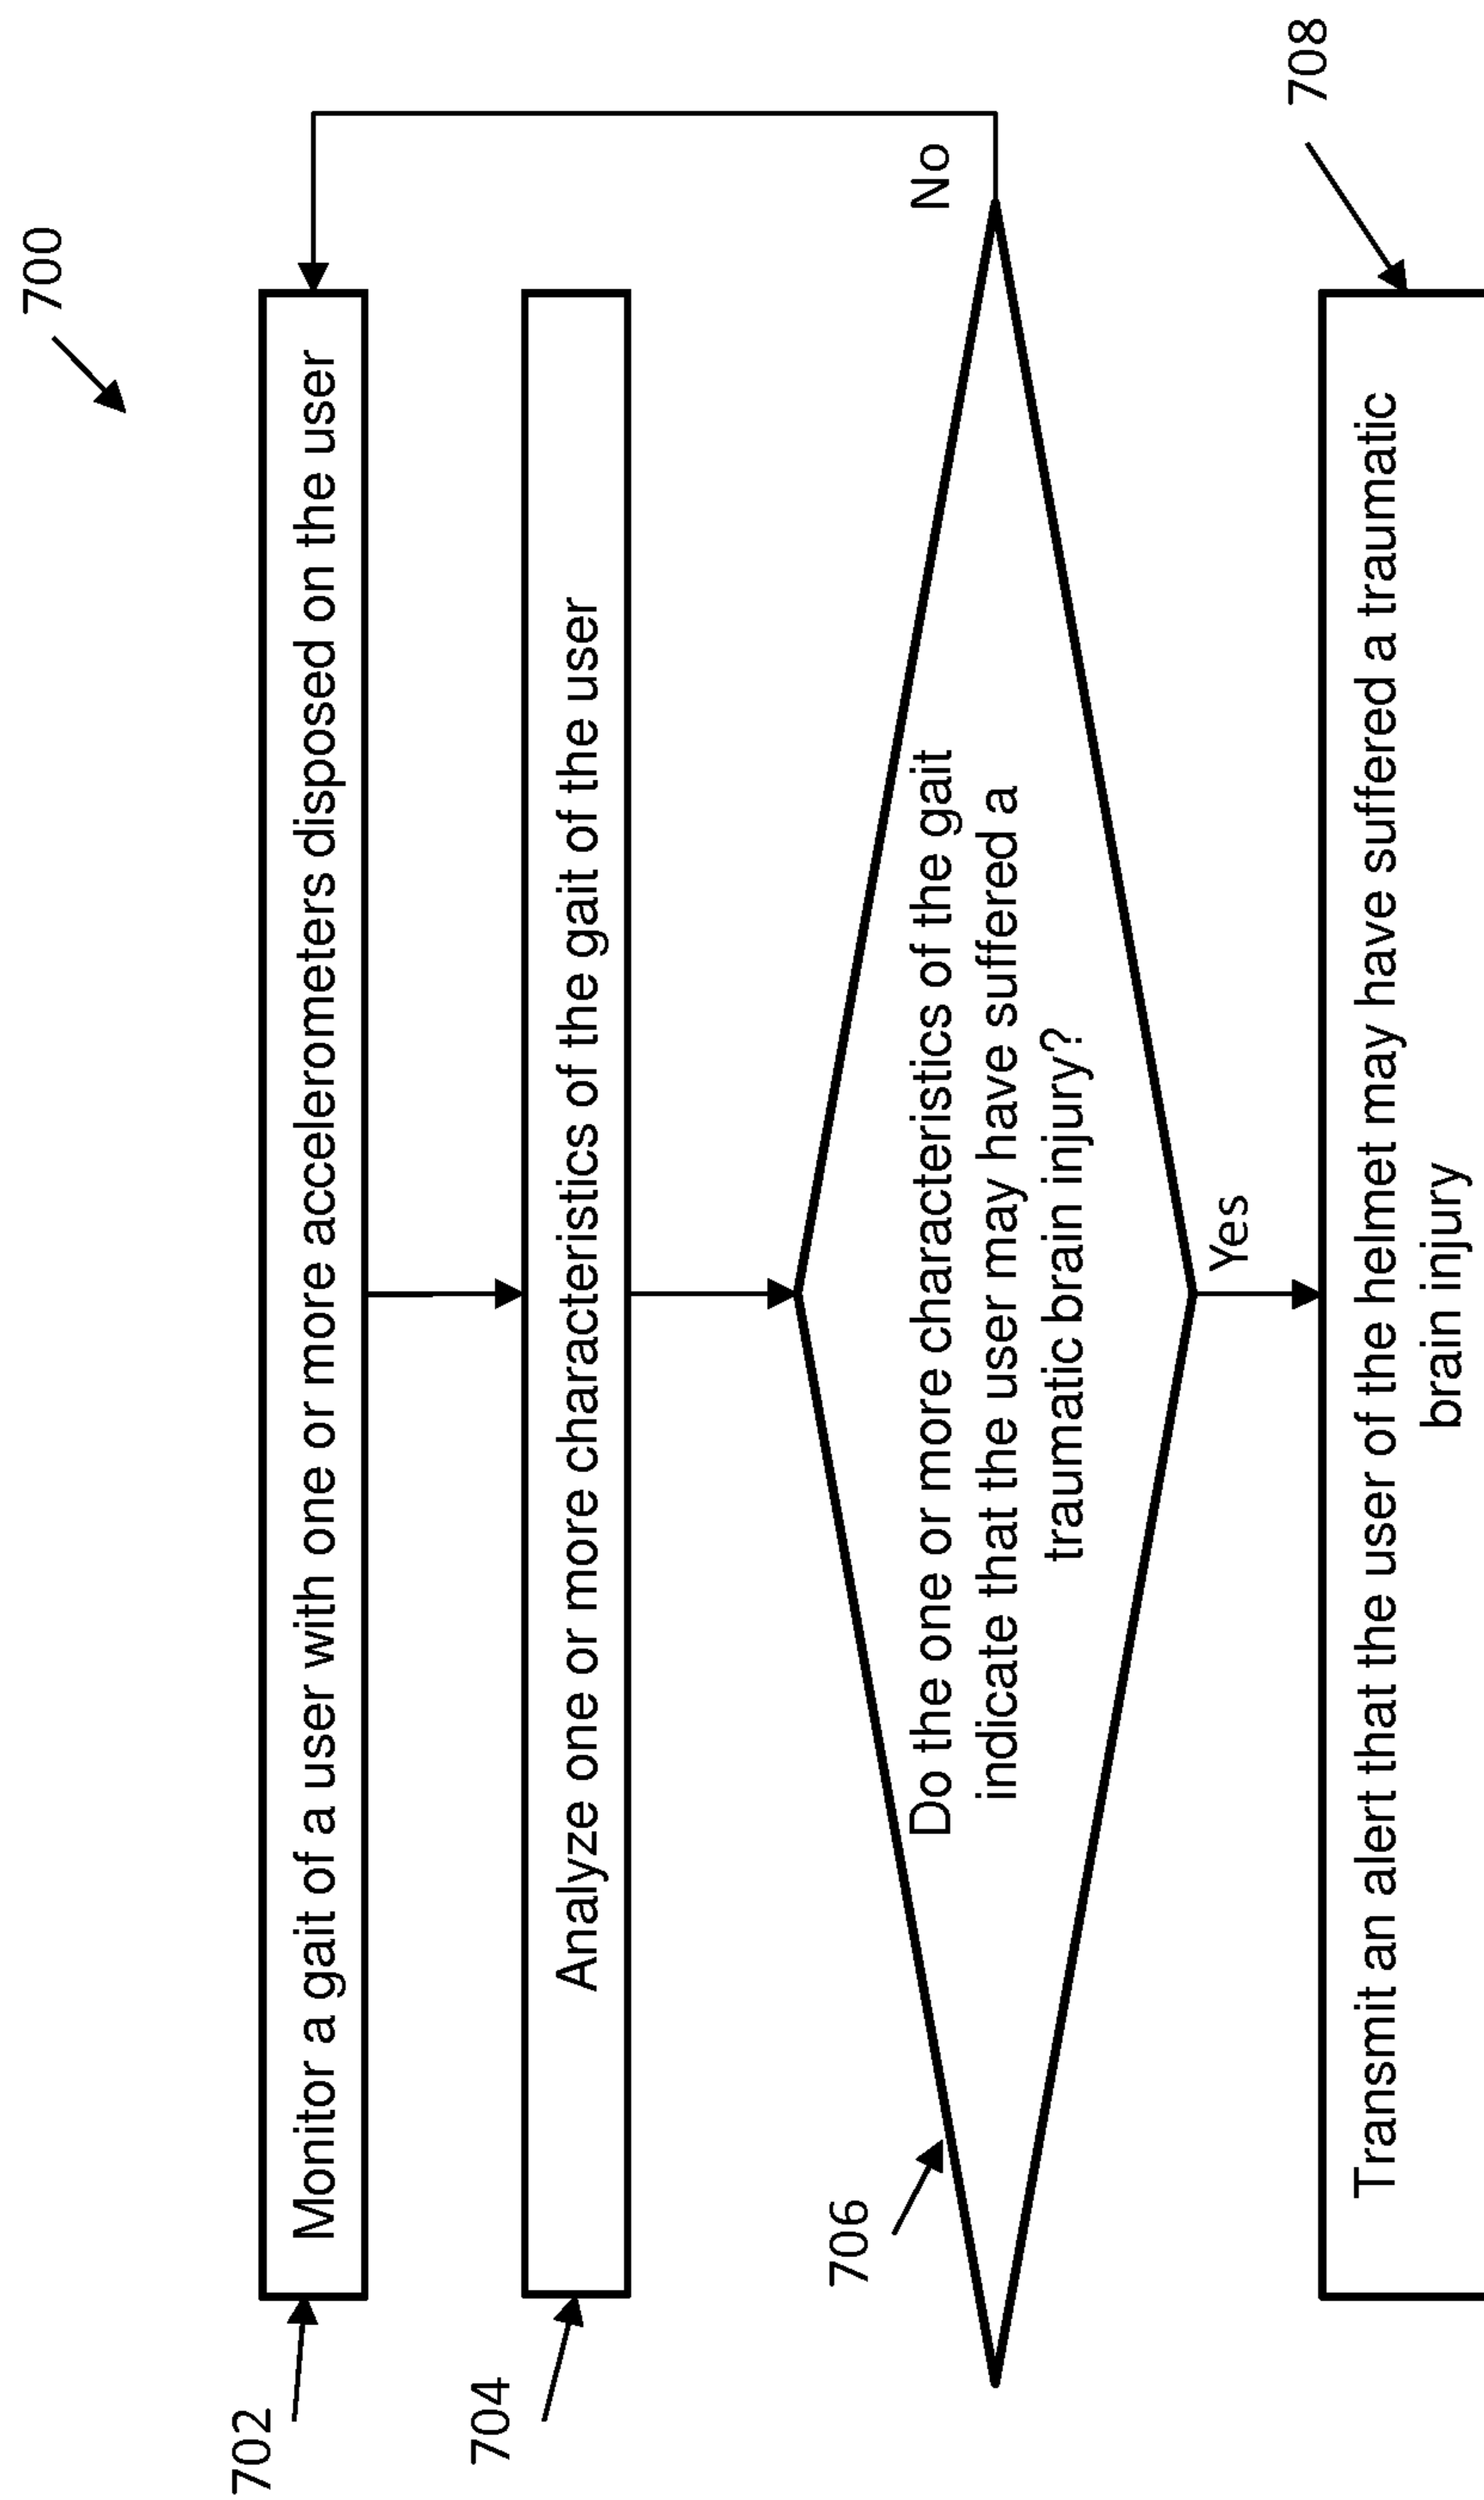 700
702
Monitor a gait of a user with one or more accelerometers disposed on the user
704
Analyze one or more characteristics of the gait of the user
706
Do the one or more characteristics of the gait
indicate that the user may have suffered a
traumatic brain injury?
No
Yes
708
Transmit an alert that the user of the helmet may have suffered a traumatic
brain injury